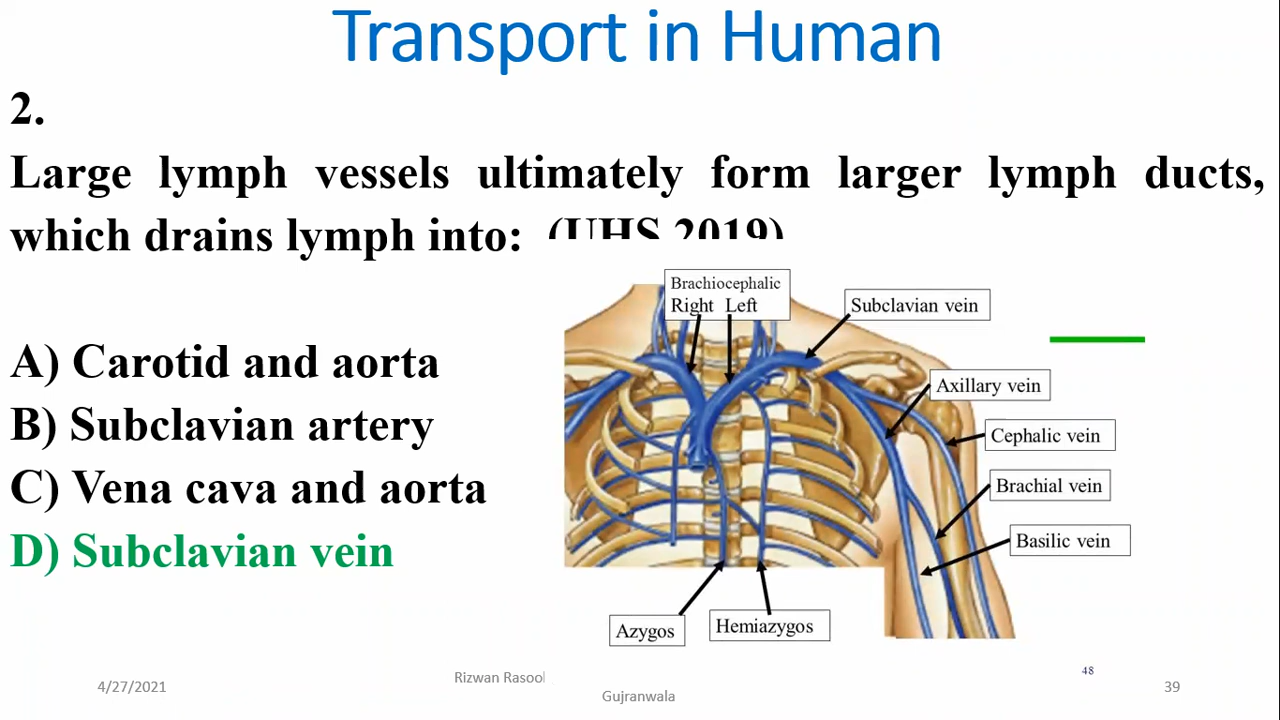 Transport in Human
2.
Large lymph vessels ultimately form larger lymph ducts,
which drains lymph into: (UHS 2019)
Brachiocephalic
Right Left
Subclavian vein
A) Carotid and aorta
Axillary vein
B) Subclavian artery
Cephalic vein
C) Vena cava and aorta
Brachial vein
D) Subclavian vein
Basilic vein
Azygos
Hemiazygos
4/27/2021
Rizwan Rasool
Gujranwala
48
39